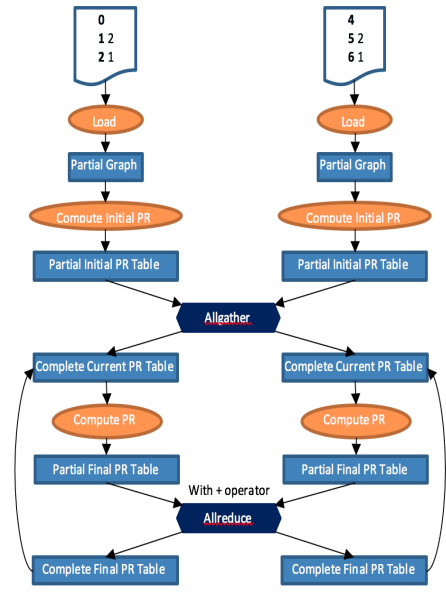 0
1 2
2 1
4
5 2
6 1
Load
Load
Partial Graph
Partial Graph
Compute Initial PR
Compute Initial PR
Partial Initial PR Table
Partial Initial PR Table
Allgather
Complete Current PR Table
Complete Current PR Table
Compute PR
Compute PR
Partial Final PR Table
Partial Final PR Table
With + operator
Allreduce
Complete Final PR Table
Complete Final PR Table